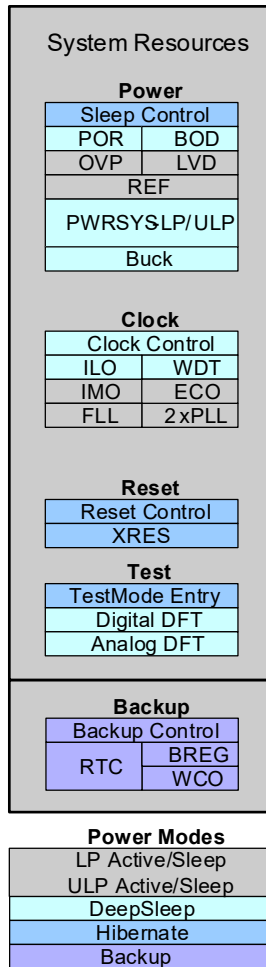 System Resources
Power
Sleep Control
POR BOD
OVP LVD
REF
PWRSYS-LP/ULP
Buck
Clock
Clock Control
ILO WDT
IMO ECO
FLL 2xPLL
Reset
Reset Control
XRES
Test
TestMode Entry
Digital DFT
Analog DFT
Backup
Backup Control
RTC BREG
WCO
Power Modes
LP Active/Sleep
ULP Active/Sleep
DeepSleep
Hibernate
Backup